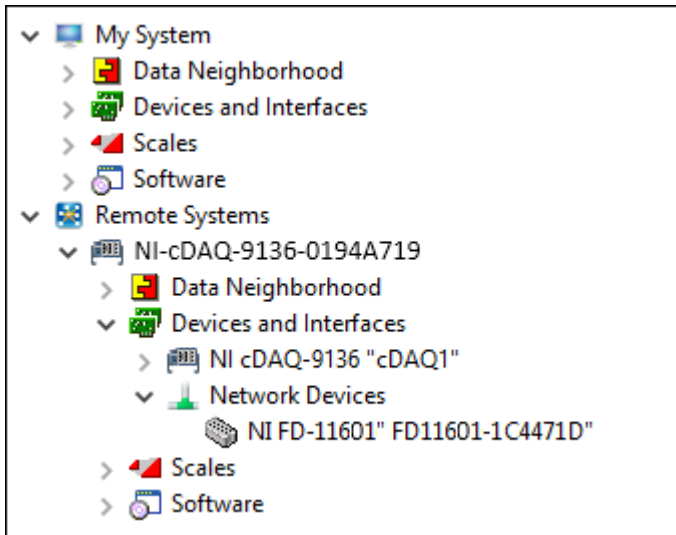 My System
Data Neighborhood
Devices and Interfaces
Scales
Software
Remote Systems
NI-cDAQ-9136-0194A719
Data Neighborhood
Devices and Interfaces
NI cDAQ-9136 "cDAQ1"
Network Devices
NI FD-11601" FD11601-1C4471D"
Scales
Software